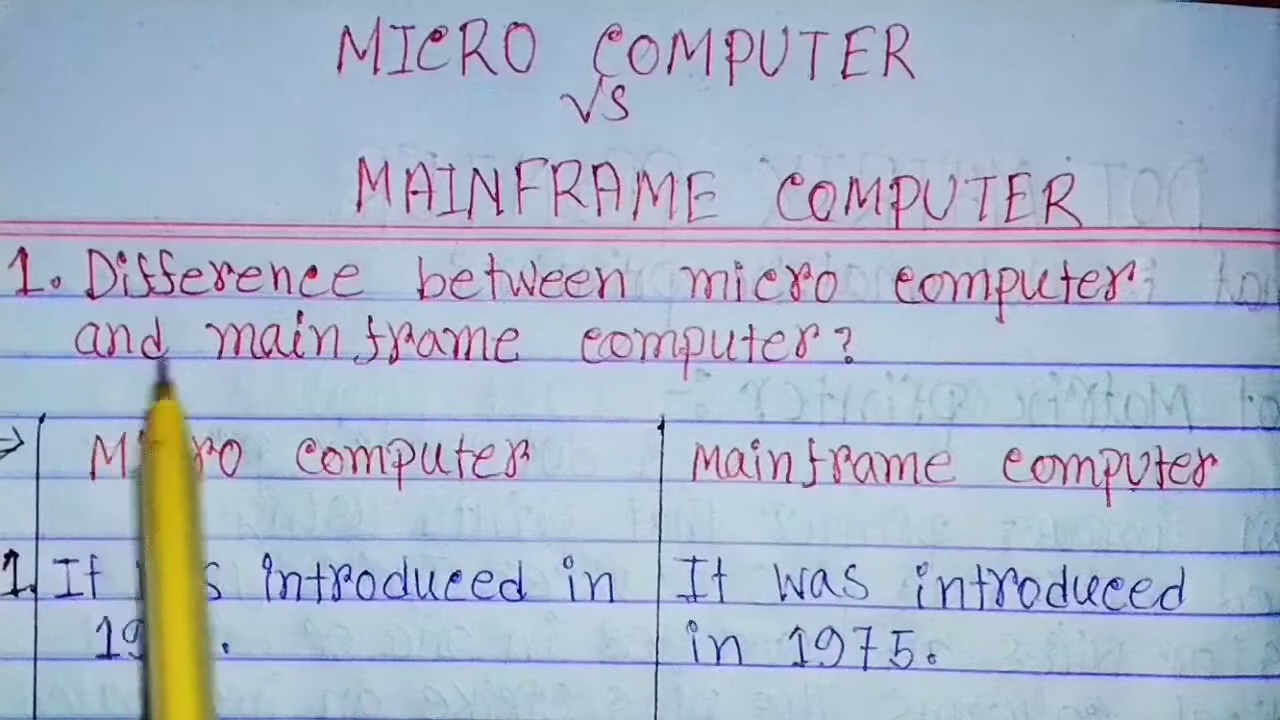 MICRO COMPUTER
VS
MAINFRAME COMPUTER
1. Difference between micro computer
and mainframe computer?
→ Micro computer Mainframe computer
1. It introduced in It was introduced
in 1975.